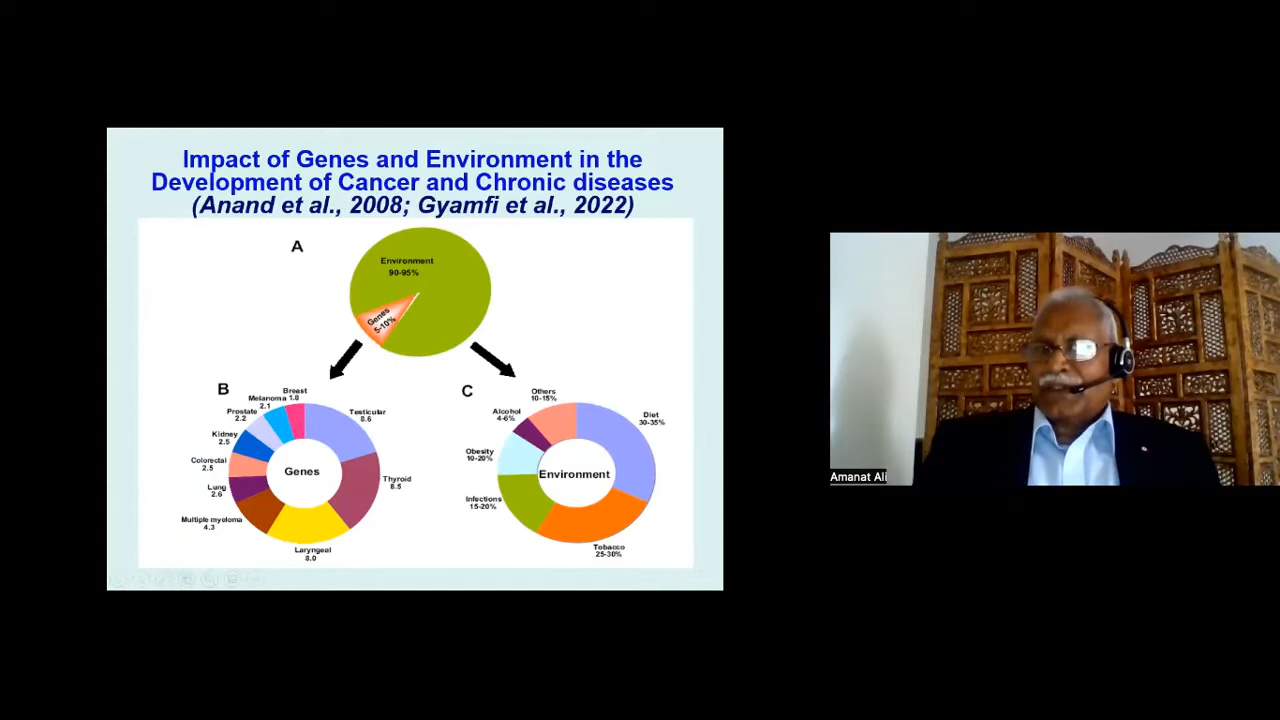 Impact of Genes and Environment in the
Development of Cancer and Chronic diseases
(Anand et al., 2008; Gyamfi et al., 2022)
A
Environment
90-95%
Genes
5-10%
B
Breast
1.8
Melanoma
2.1
Prostate
2.2
Kidney
2.5
Colorectal
2.5
Lung
2.6
Multiple myeloma
4.3
Laryngeal
8.0
Thyroid
8.5
Testicular
8.6
Genes
C
Others
10-15%
Alcohol
4-6%
Obesity
10-20%
Infections
15-20%
Tobacco
25-30%
Diet
30-35%
Environment
Amanat Ali